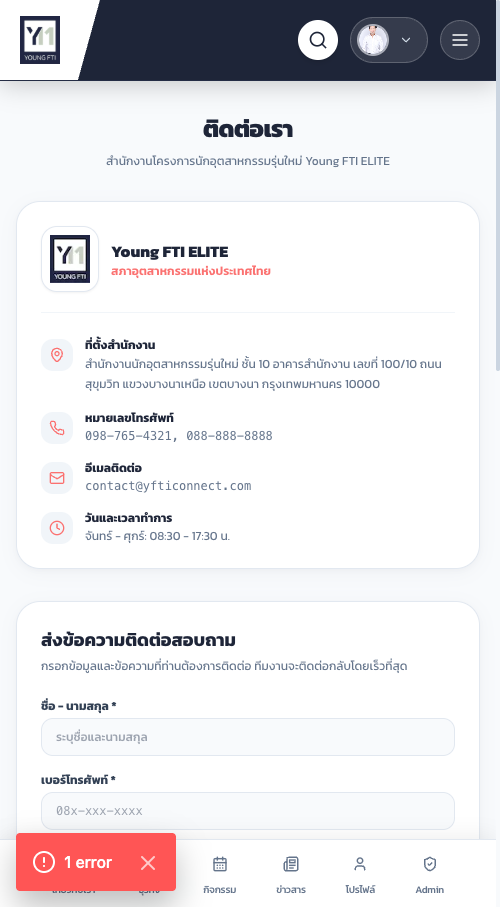 YI1
YOUNG FTI
ติดต่อเรา
สำนักงานโครงการนักอุตสาหกรรมรุ่นใหม่ Young FTI ELITE
YI1
YOUNG FTI
Young FTI ELITE
สภาอุตสาหกรรมแห่งประเทศไทย
ที่ตั้งสำนักงาน
สำนักงานนักอุตสาหกรรมรุ่นใหม่ ชั้น 10 อาคารสำนักงาน เลขที่ 100/10 ถนน
สุขุมวิท แขวงบางนาเหนือ เขตบางนา กรุงเทพมหานคร 10000
หมายเลขโทรศัพท์
098-765-4321, 088-888-8888
อีเมลติดต่อ
contact@yfticonnect.com
วันและเวลาทำการ
จันทร์ - ศุกร์: 08:30 - 17:30 น.
ส่งข้อความติดต่อสอบถาม
กรอกข้อมูลและข้อความที่ท่านต้องการติดต่อ ทีมงานจะติดต่อกลับโดยเร็วที่สุด
ชื่อ - นามสกุล *
ระบุชื่อและนามสกุล
เบอร์โทรศัพท์ *
08x-xxx-xxxx
1 error
กิจกรรม
ข่าวสาร
โปรไฟล์
Admin